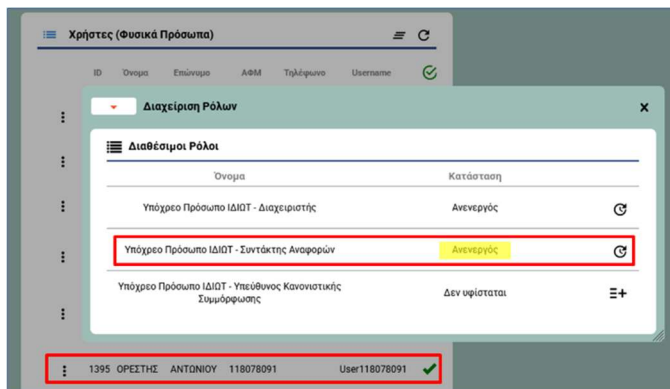 Χρήστες (Φυσικά Πρόσωπα)
ID Όνομα Επώνυμο ΑΦΜ Τηλέφωνο Username
Διαχείριση Ρόλων x
Διαθέσιμοι Ρόλοι
Όνομα Κατάσταση
Υπόχρεο Πρόσωπο ΙΔΙΩΤ - Διαχειριστής Ανενεργός
Υπόχρεο Πρόσωπο ΙΔΙΩΤ - Συντάκτης Αναφορών Ανενεργός
Υπόχρεο Πρόσωπο ΙΔΙΩΤ - Υπεύθυνος Κανονιστικής
Συμμόρφωσης Δεν υφίσταται
1395 ΟΡΕΣΤΗΣ ΑΝΤΩΝΙΟΥ 118078091 User118078091